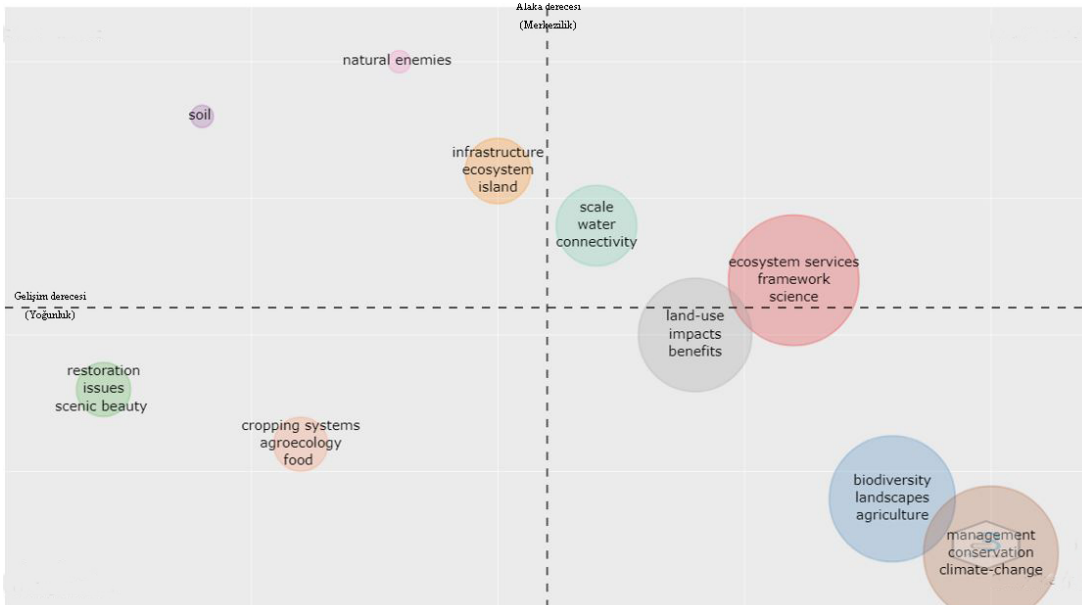 Alaka derecesi
(Merkezilik)
natural enemies
soil
infrastructure
ecosystem
island
scale
water
connectivity
ecosystem services
framework
science
Gelişim derecesi
(Yoğunluk)
land-use
impacts
benefits
restoration
issues
scenic beauty
cropping systems
agroecology
food
biodiversity
landscapes
agriculture
management
conservation
climate-change